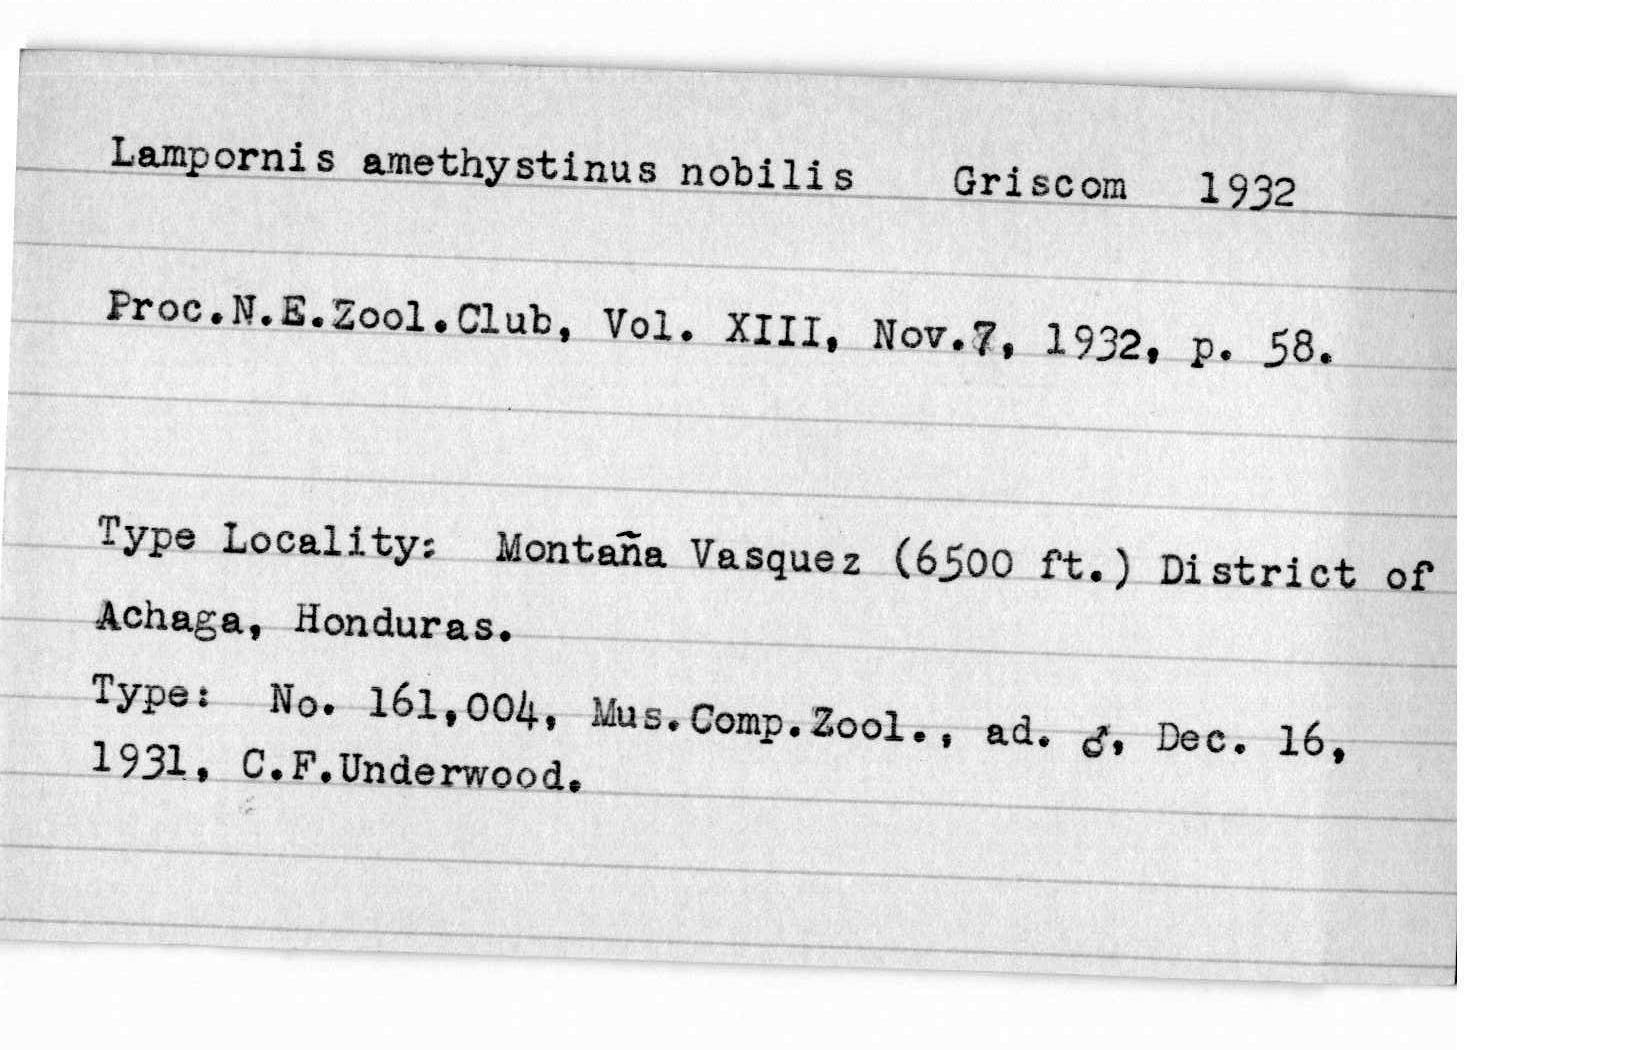 Lampornis amethystinus nobilis Griscom 1932
Proc.N.E.Zool.Club, Vol. XIII, Nov.7, 1932, p. 58.
Type Locality: Montaña Vasquez (6500 ft.) District of
Achaga, Honduras.
Type: No. 161,004, Mus.Comp.Zool., ad. ♂, Dec. 16,
1931, C.F.Underwood.